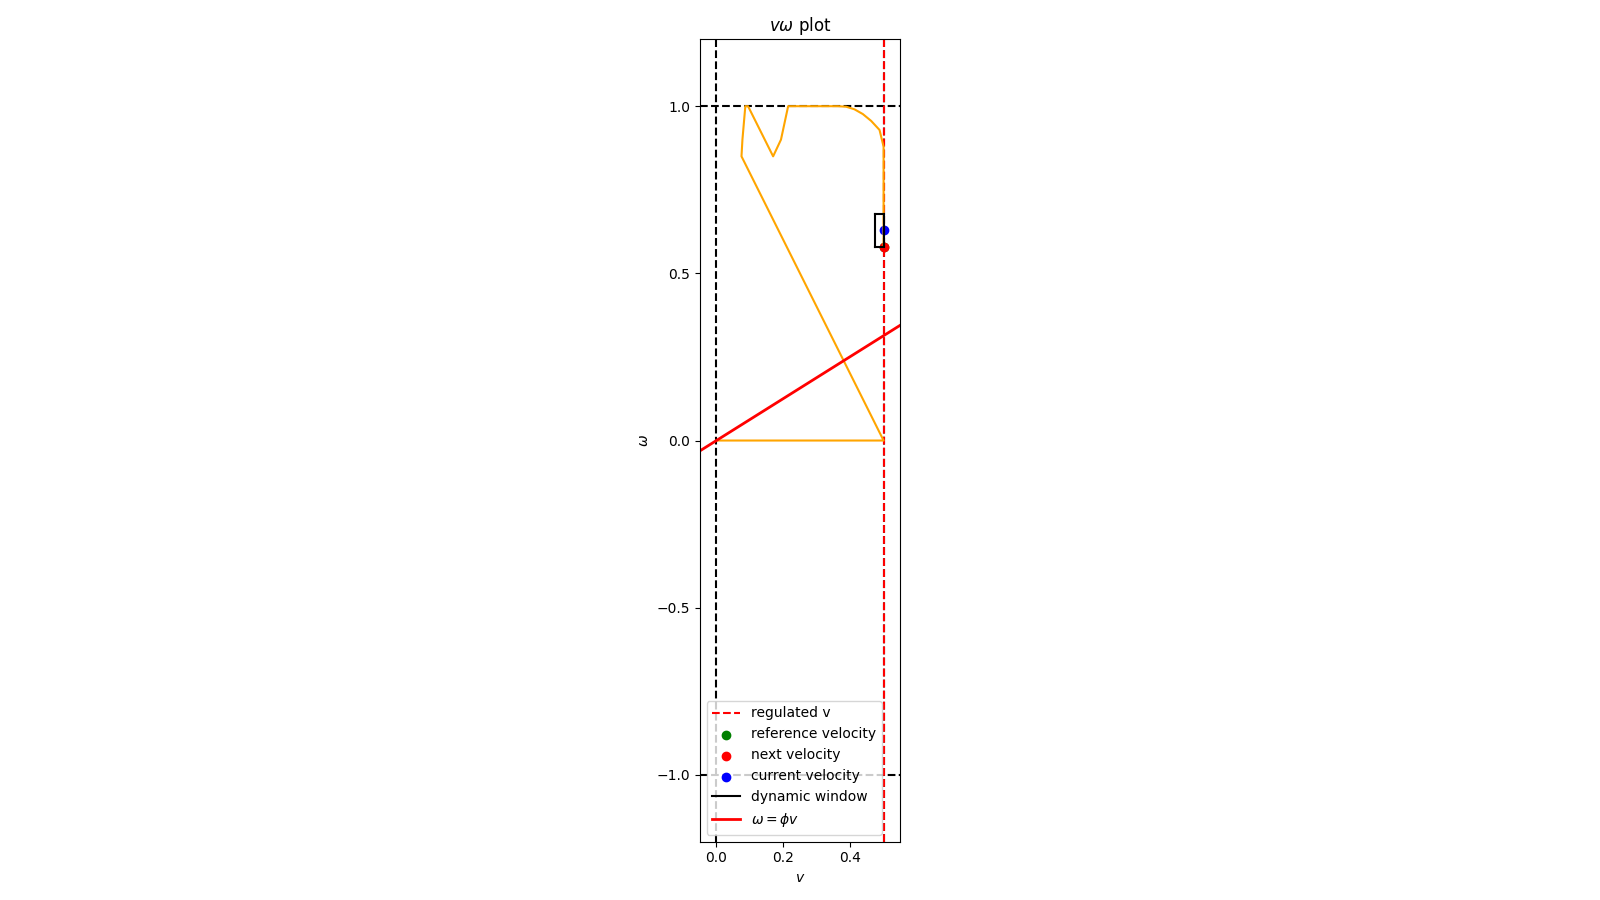 vω plot
1.0
0.5
ω
0.0
−0.5
−1.0
regulated v
reference velocity
next velocity
current velocity
dynamic window
ω = ϕv
0.0 0.2 0.4
v